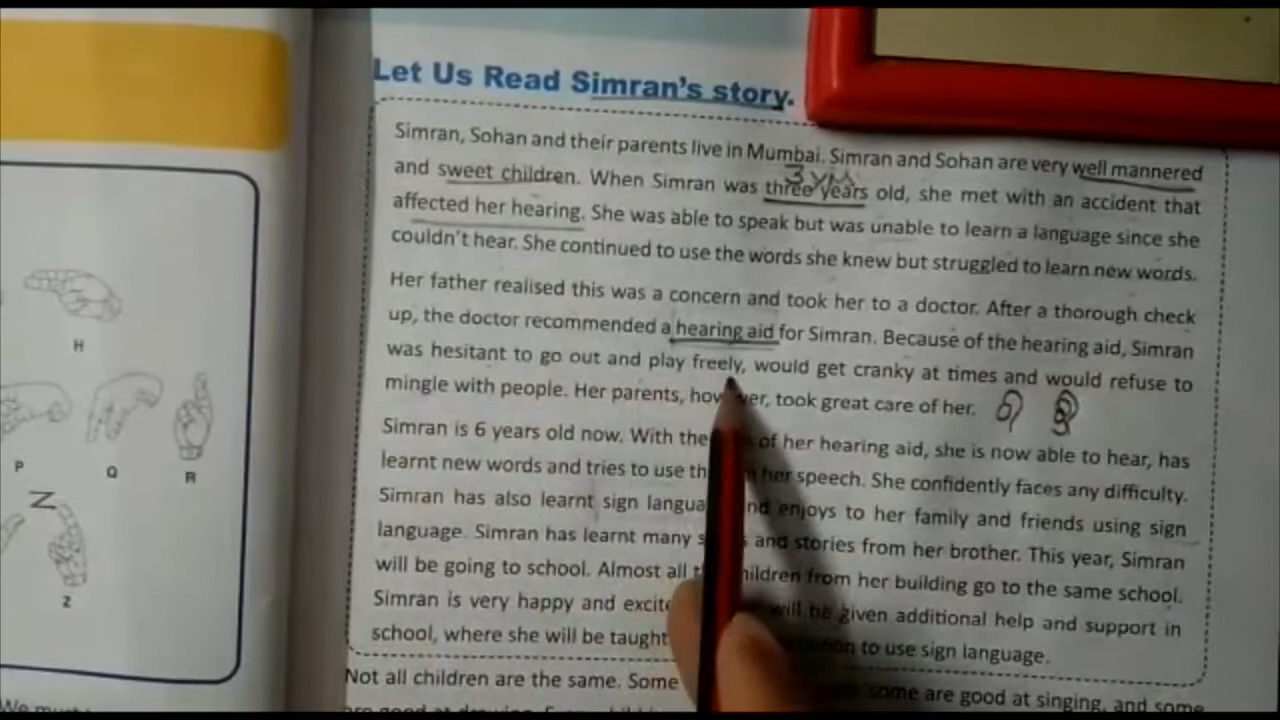 Let Us Read Simran's story.
Simran, Sohan and their parents live in Mumbai. Simran and Sohan are very well mannered
3 yrs
and sweet children. When Simran was three years old, she met with an accident that
affected her hearing. She was able to speak but was unable to learn a language since she
couldn't hear. She continued to use the words she knew but struggled to learn new words.
Her father realised this was a concern and took her to a doctor. After a thorough check
up, the doctor recommended a hearing aid for Simran. Because of the hearing aid, Simran
was hesitant to go out and play freely, would get cranky at times and would refuse to
mingle with people. Her parents, however, took great care of her.
Simran is 6 years old now. With the of her hearing aid, she is now able to hear, has
learnt new words and tries to use her speech. She confidently faces any difficulty.
Simran has also learnt sign enjoys to her family and friends using sign
language. Simran has learnt many and stories from her brother. This year, Simran
will be going to school. Almost all children from her building go to the same school.
Simran is very happy and will be given additional help and support in
school, where she will be taught to use sign language.
Not all children are the same. Some some are good at singing, and some
H
P
Q
R
Z
Z
We must